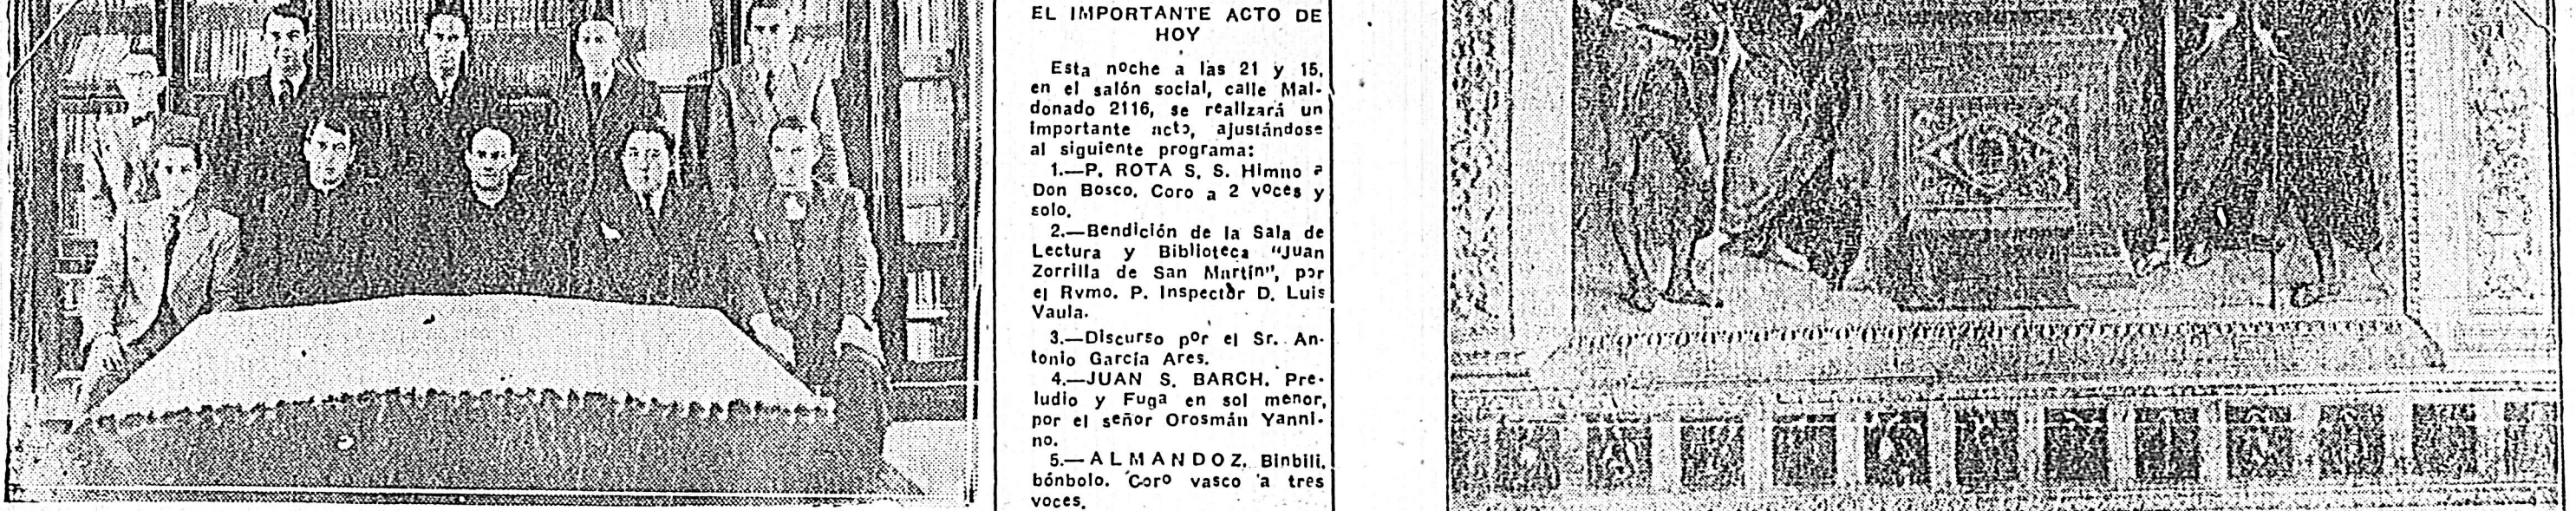 EL IMPORTANTE ACTO DE
HOY
Esta noche a las 21 y 15,
en el salón social, calle Mal-
donado 2116, se realizará un
importante acto, ajustándose
al siguiente programa:
1.—P. ROTA S. S. Himno a
Don Bosco. Coro a 2 voces y
solo.
2.—Bendición de la Sala de
Lectura y Biblioteca "Juan
Zorrilla de San Martín", por
el Rvmo. P. Inspector D. Luis
Vaula.
3.—Discurso por el Sr. An-
tonio García Ares.
4.—JUAN S. BARCH. Pre-
ludio y Fuga en sol menor,
por el señor Orosmán Yanni-
no.
5.—ALMANDOZ. Binbili,
bónbolo. Coro vasco a tres
voces.